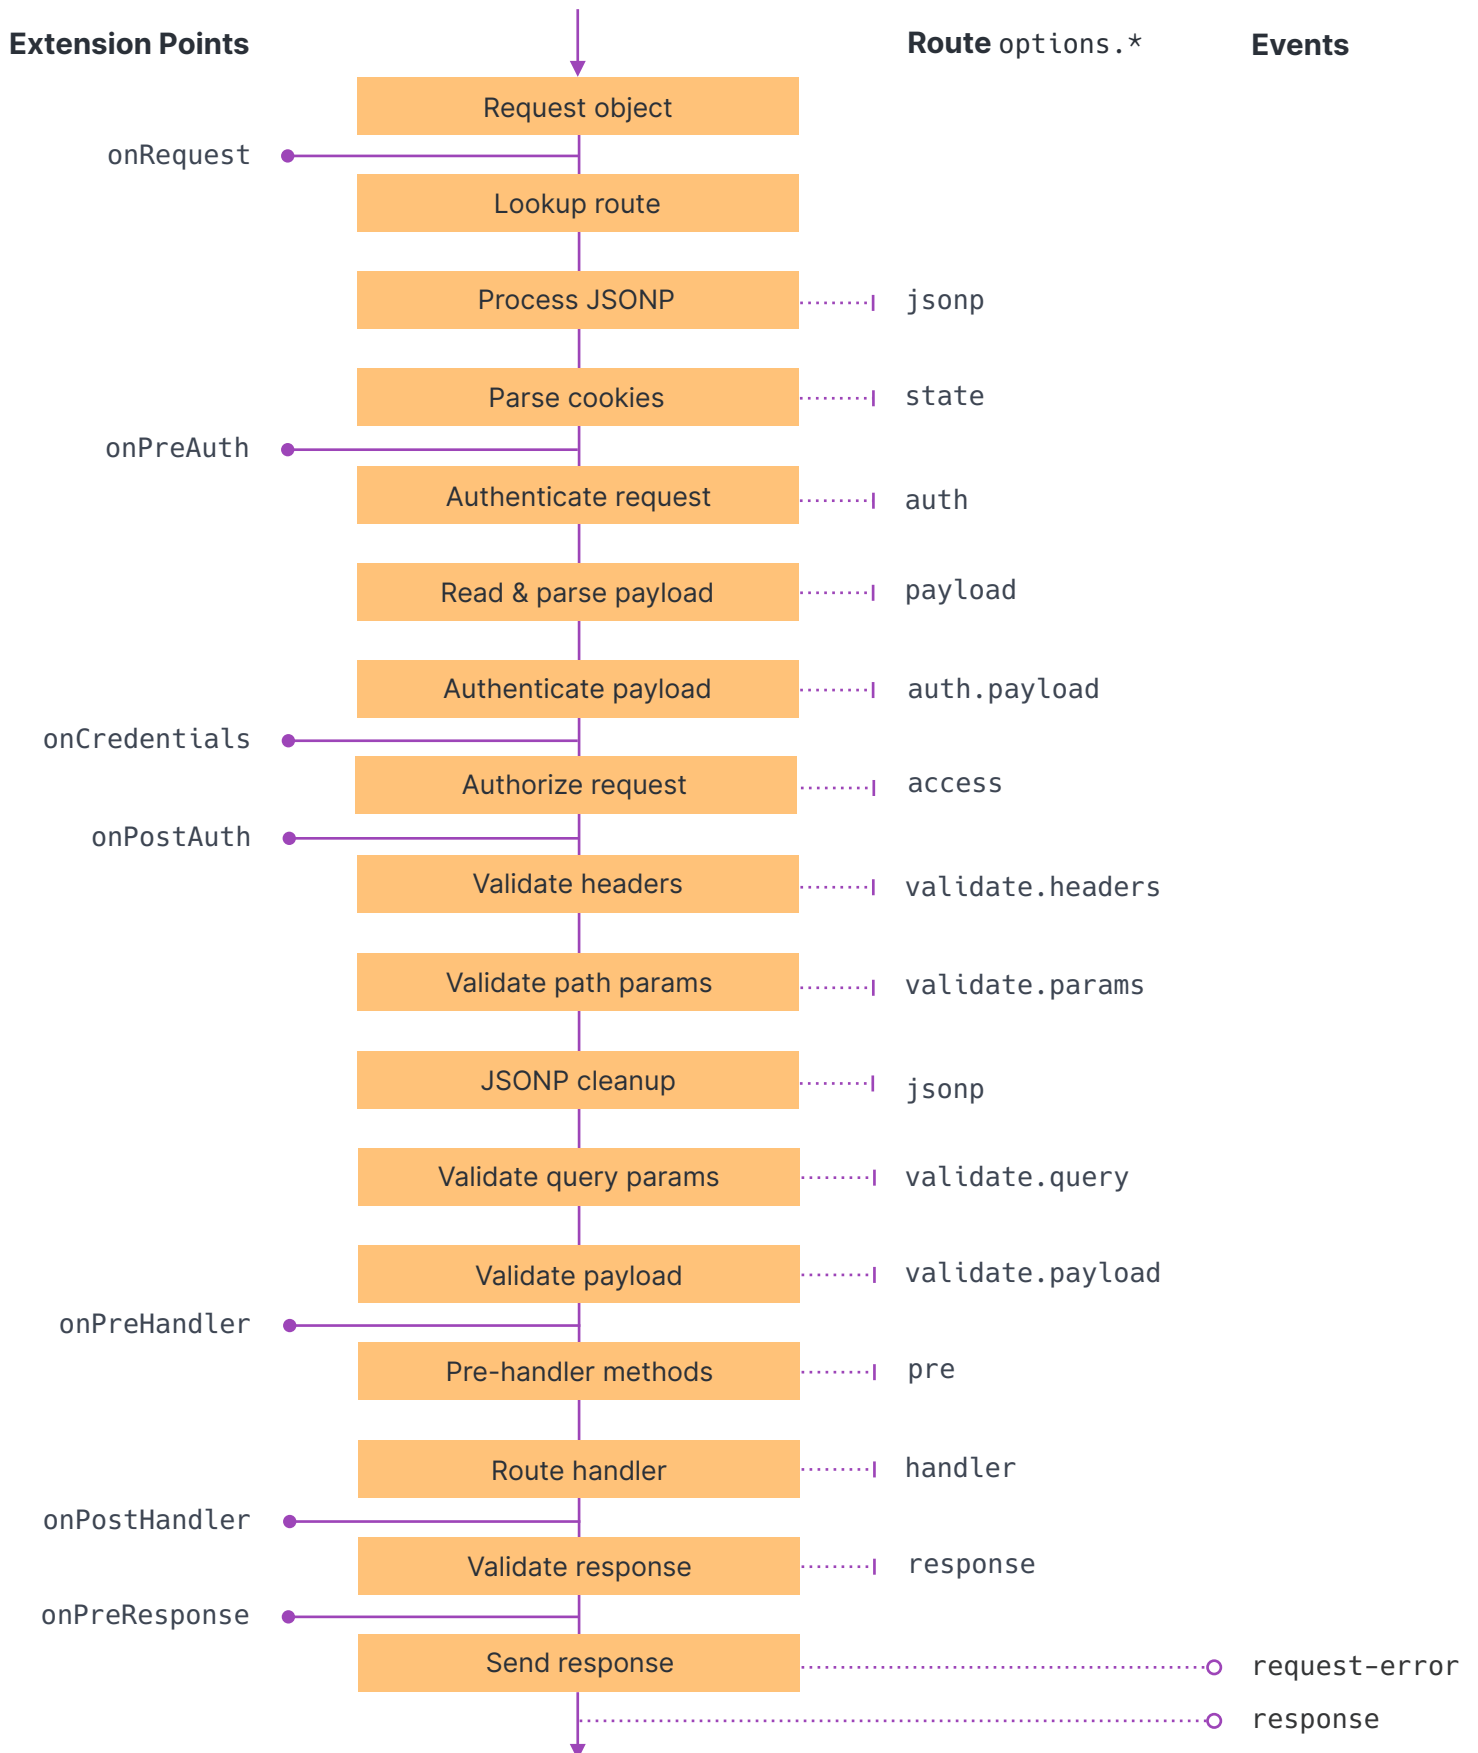 Extension Points
Route options.*
Events
Request object
onRequest
Lookup route
Process JSONP
jsonp
Parse cookies
state
onPreAuth
Authenticate request
auth
Read & parse payload
payload
Authenticate payload
auth.payload
onCredentials
Authorize request
access
onPostAuth
Validate headers
validate.headers
Validate path params
validate.params
JSONP cleanup
jsonp
Validate query params
validate.query
Validate payload
validate.payload
onPreHandler
Pre-handler methods
pre
Route handler
handler
onPostHandler
Validate response
response
onPreResponse
Send response
request-error
response